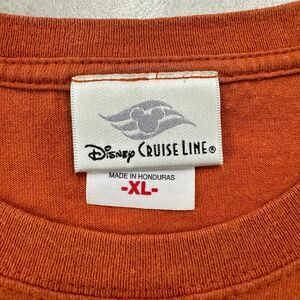 Disney CRUISE LINE®
MADE IN HONDURAS
-XL-